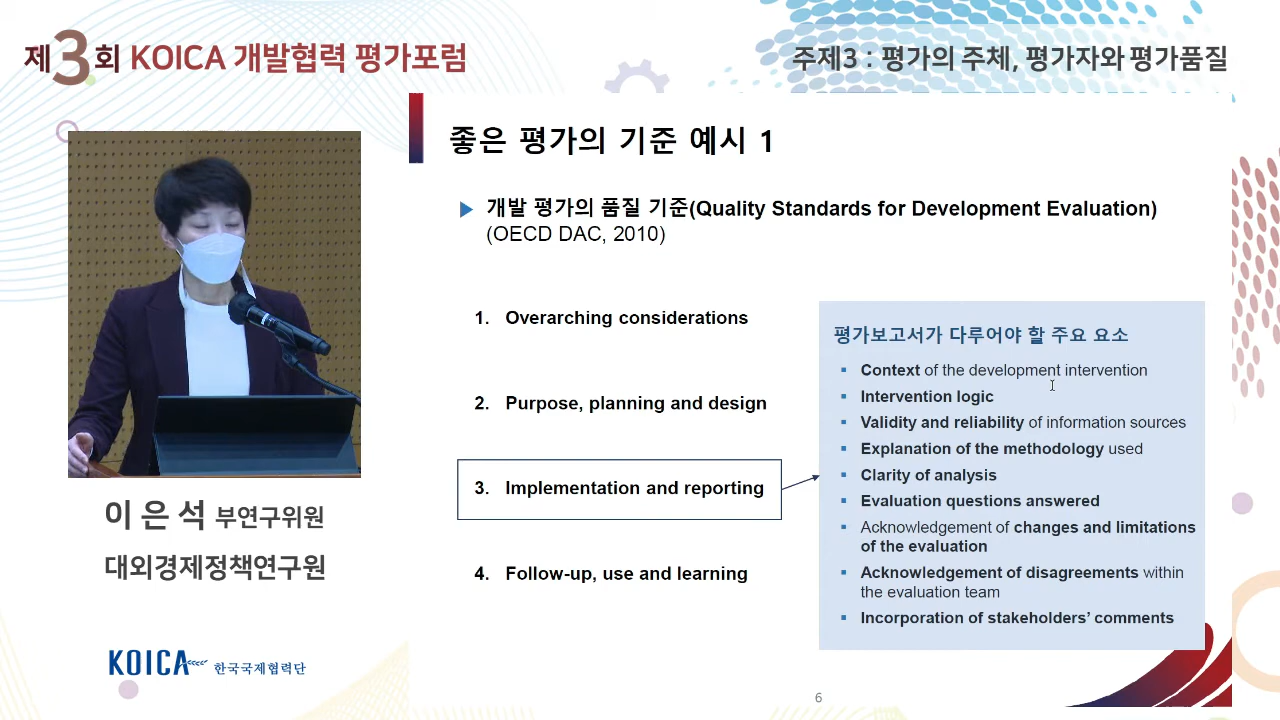 제3회 KOICA 개발협력 평가포럼
주제3 : 평가의 주체, 평가자와 평가품질
좋은 평가의 기준 예시 1
개발 평가의 품질 기준(Quality Standards for Development Evaluation)
(OECD DAC, 2010)
1. Overarching considerations
2. Purpose, planning and design
3. Implementation and reporting
4. Follow-up, use and learning
평가보고서가 다루어야 할 주요 요소
Context of the development intervention
Intervention logic
Validity and reliability of information sources
Explanation of the methodology used
Clarity of analysis
Evaluation questions answered
Acknowledgement of changes and limitations
of the evaluation
Acknowledgement of disagreements within
the evaluation team
Incorporation of stakeholders’ comments
6
이은석 부연구위원
대외경제정책연구원
KOICA 한국국제협력단